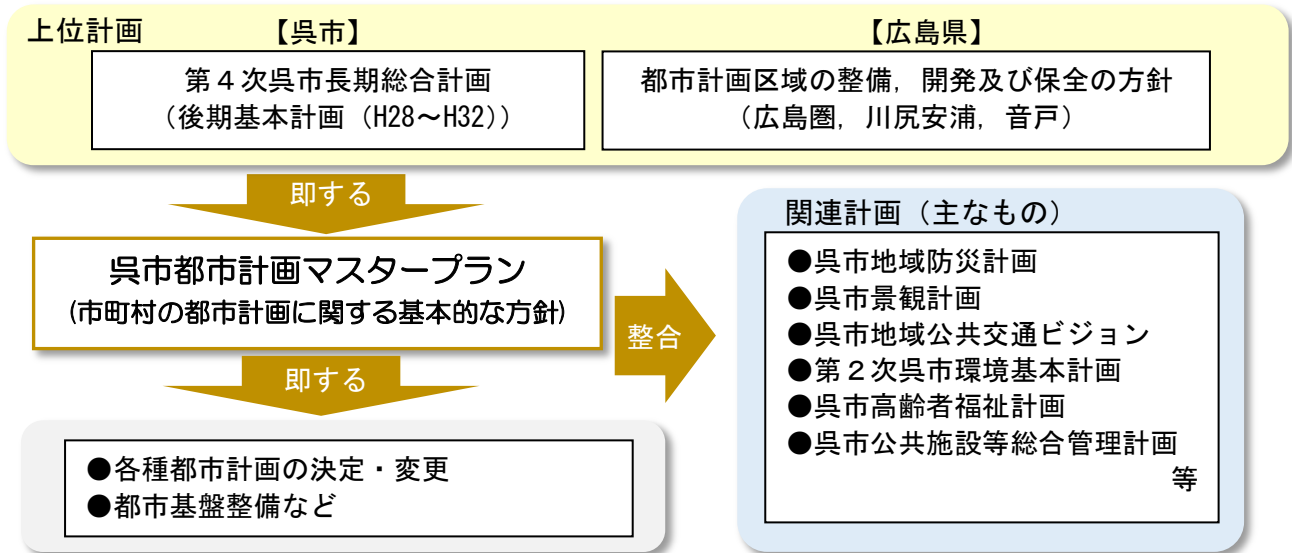 上位計画
【呉市】
第４次呉市長期総合計画
（後期基本計画（H28～H32））
【広島県】
都市計画区域の整備，開発及び保全の方針
（広島圏，川尻安浦，音戸）
即する
呉市都市計画マスタープラン
(市町村の都市計画に関する基本的な方針)
整合
即する
●各種都市計画の決定・変更
●都市基盤整備など
関連計画（主なもの）
●呉市地域防災計画
●呉市景観計画
●呉市地域公共交通ビジョン
●第２次呉市環境基本計画
●呉市高齢者福祉計画
●呉市公共施設等総合管理計画
等